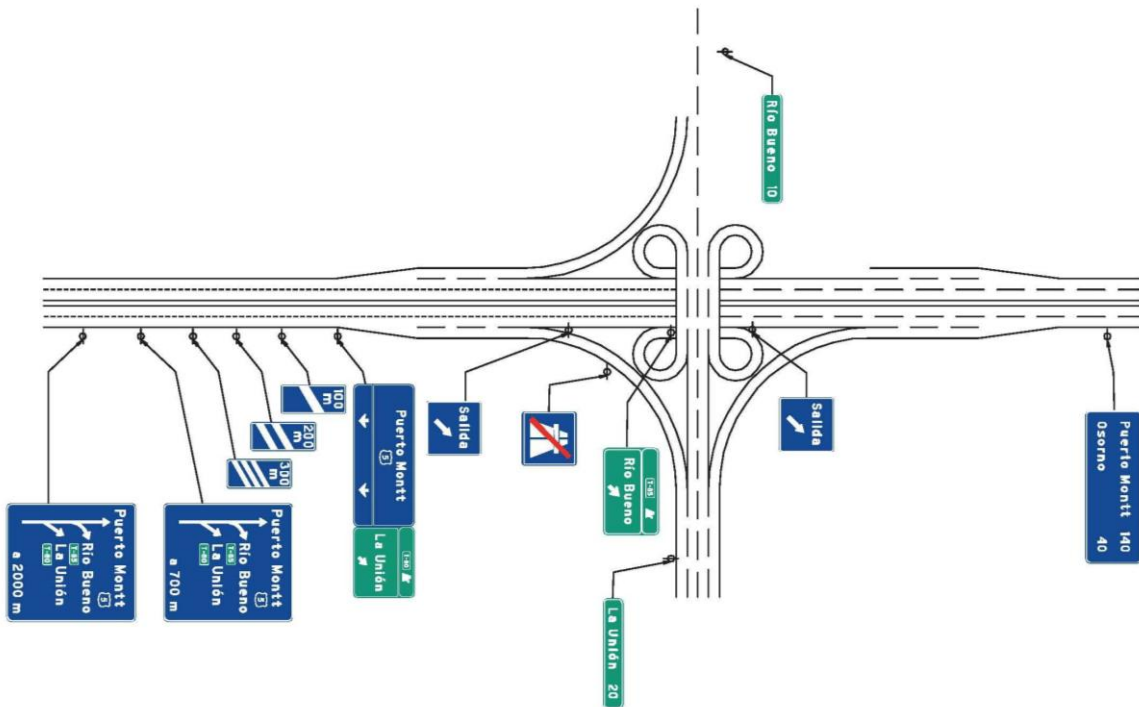 Río Bueno 10
Puerto Montt
5
Río Bueno
T-85
La Unión
T-80
a 2000 m
Puerto Montt
5
Río Bueno
T-85
La Unión
T-80
a 700 m
300 m
200 m
100 m
Puerto Montt
5
T-80
La Unión
Salida
T-85
Río Bueno
La Unión 20
Salida
Puerto Montt 140
Osorno 40